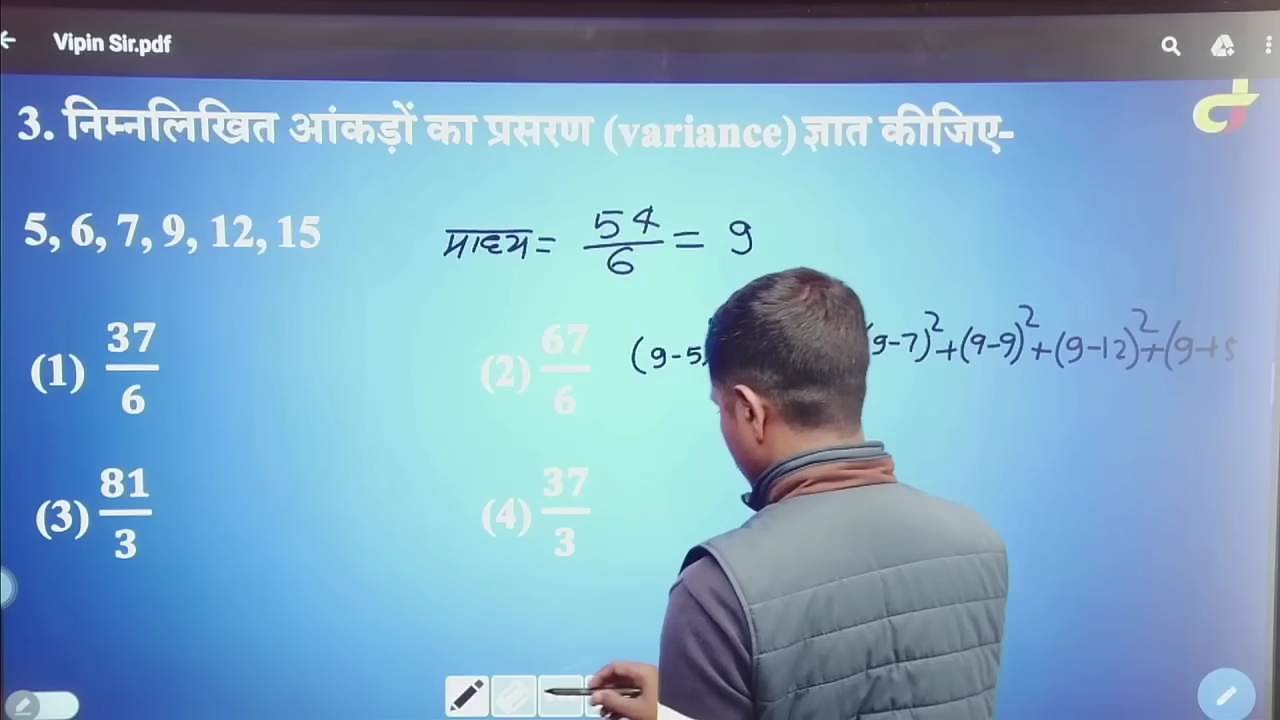 Vipin Sir.pdf
3. निम्नलिखित आंकड़ों का प्रसरण (variance) ज्ञात कीजिए-
5, 6, 7, 9, 12, 15
माध्य = 54/6 = 9
(1) 37/6
(2) 67/6
(9-5) (9-7)²+(9-9)²+(9-12)²+(9-15
(3) 81/3
(4) 37/3